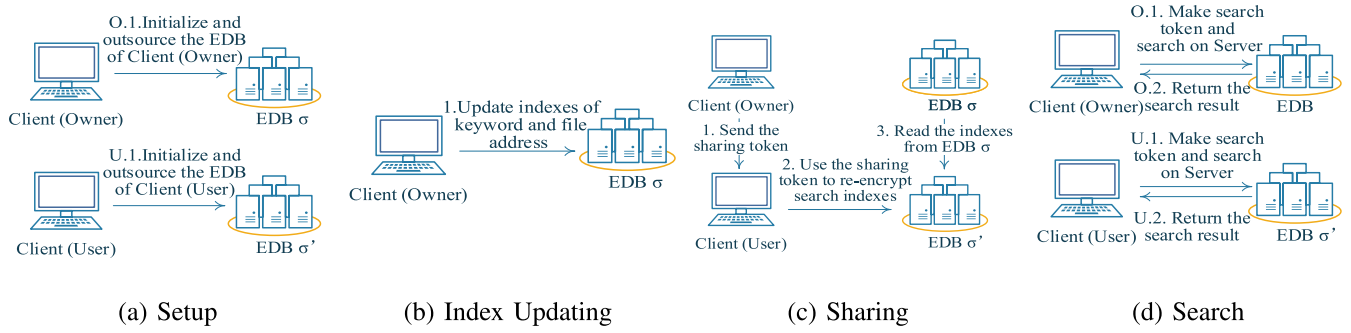 O.1.Initialize and
outsource the EDB
of Client (Owner)
Client (Owner)
EDB σ
U.1.Initialize and
outsource the EDB
of Client (User)
Client (User)
EDB σ’
(a) Setup
1.Update indexes of
keyword and file
address
Client (Owner)
EDB σ
(b) Index Updating
Client (Owner)
EDB σ
1. Send the
sharing token
3. Read the indexes
from EDB σ
2. Use the sharing
token to re-encrypt
search indexes
Client (User)
EDB σ’
(c) Sharing
O.1. Make search
token and
search on Server
Client (Owner)
O.2. Return the
search result
EDB
U.1. Make search
token and search
on Server
Client (User)
U.2. Return the
search result
EDB σ’
(d) Search